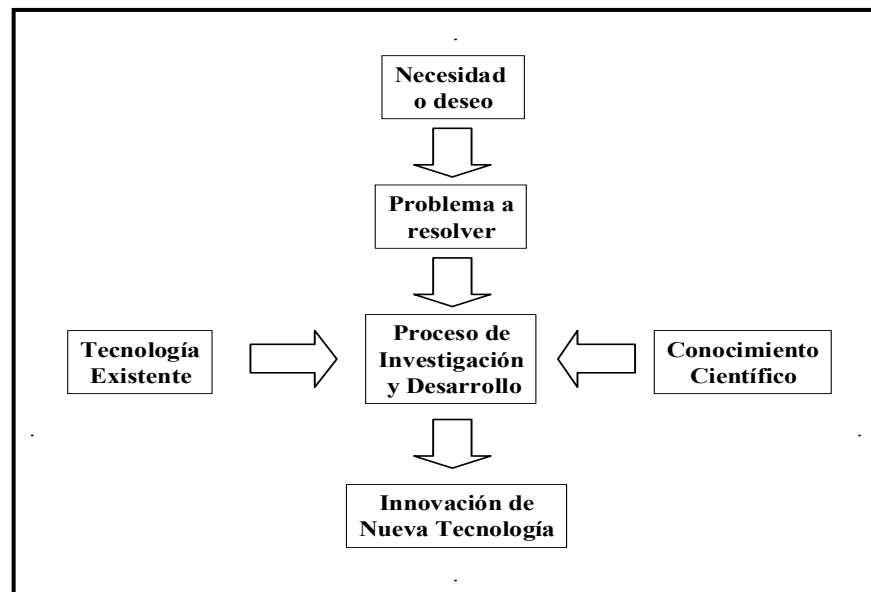 Necesidad
o deseo
Problema a
resolver
Tecnología
Existente
Proceso de
Investigación
y Desarrollo
Conocimiento
Científico
Innovación de
Nueva Tecnología